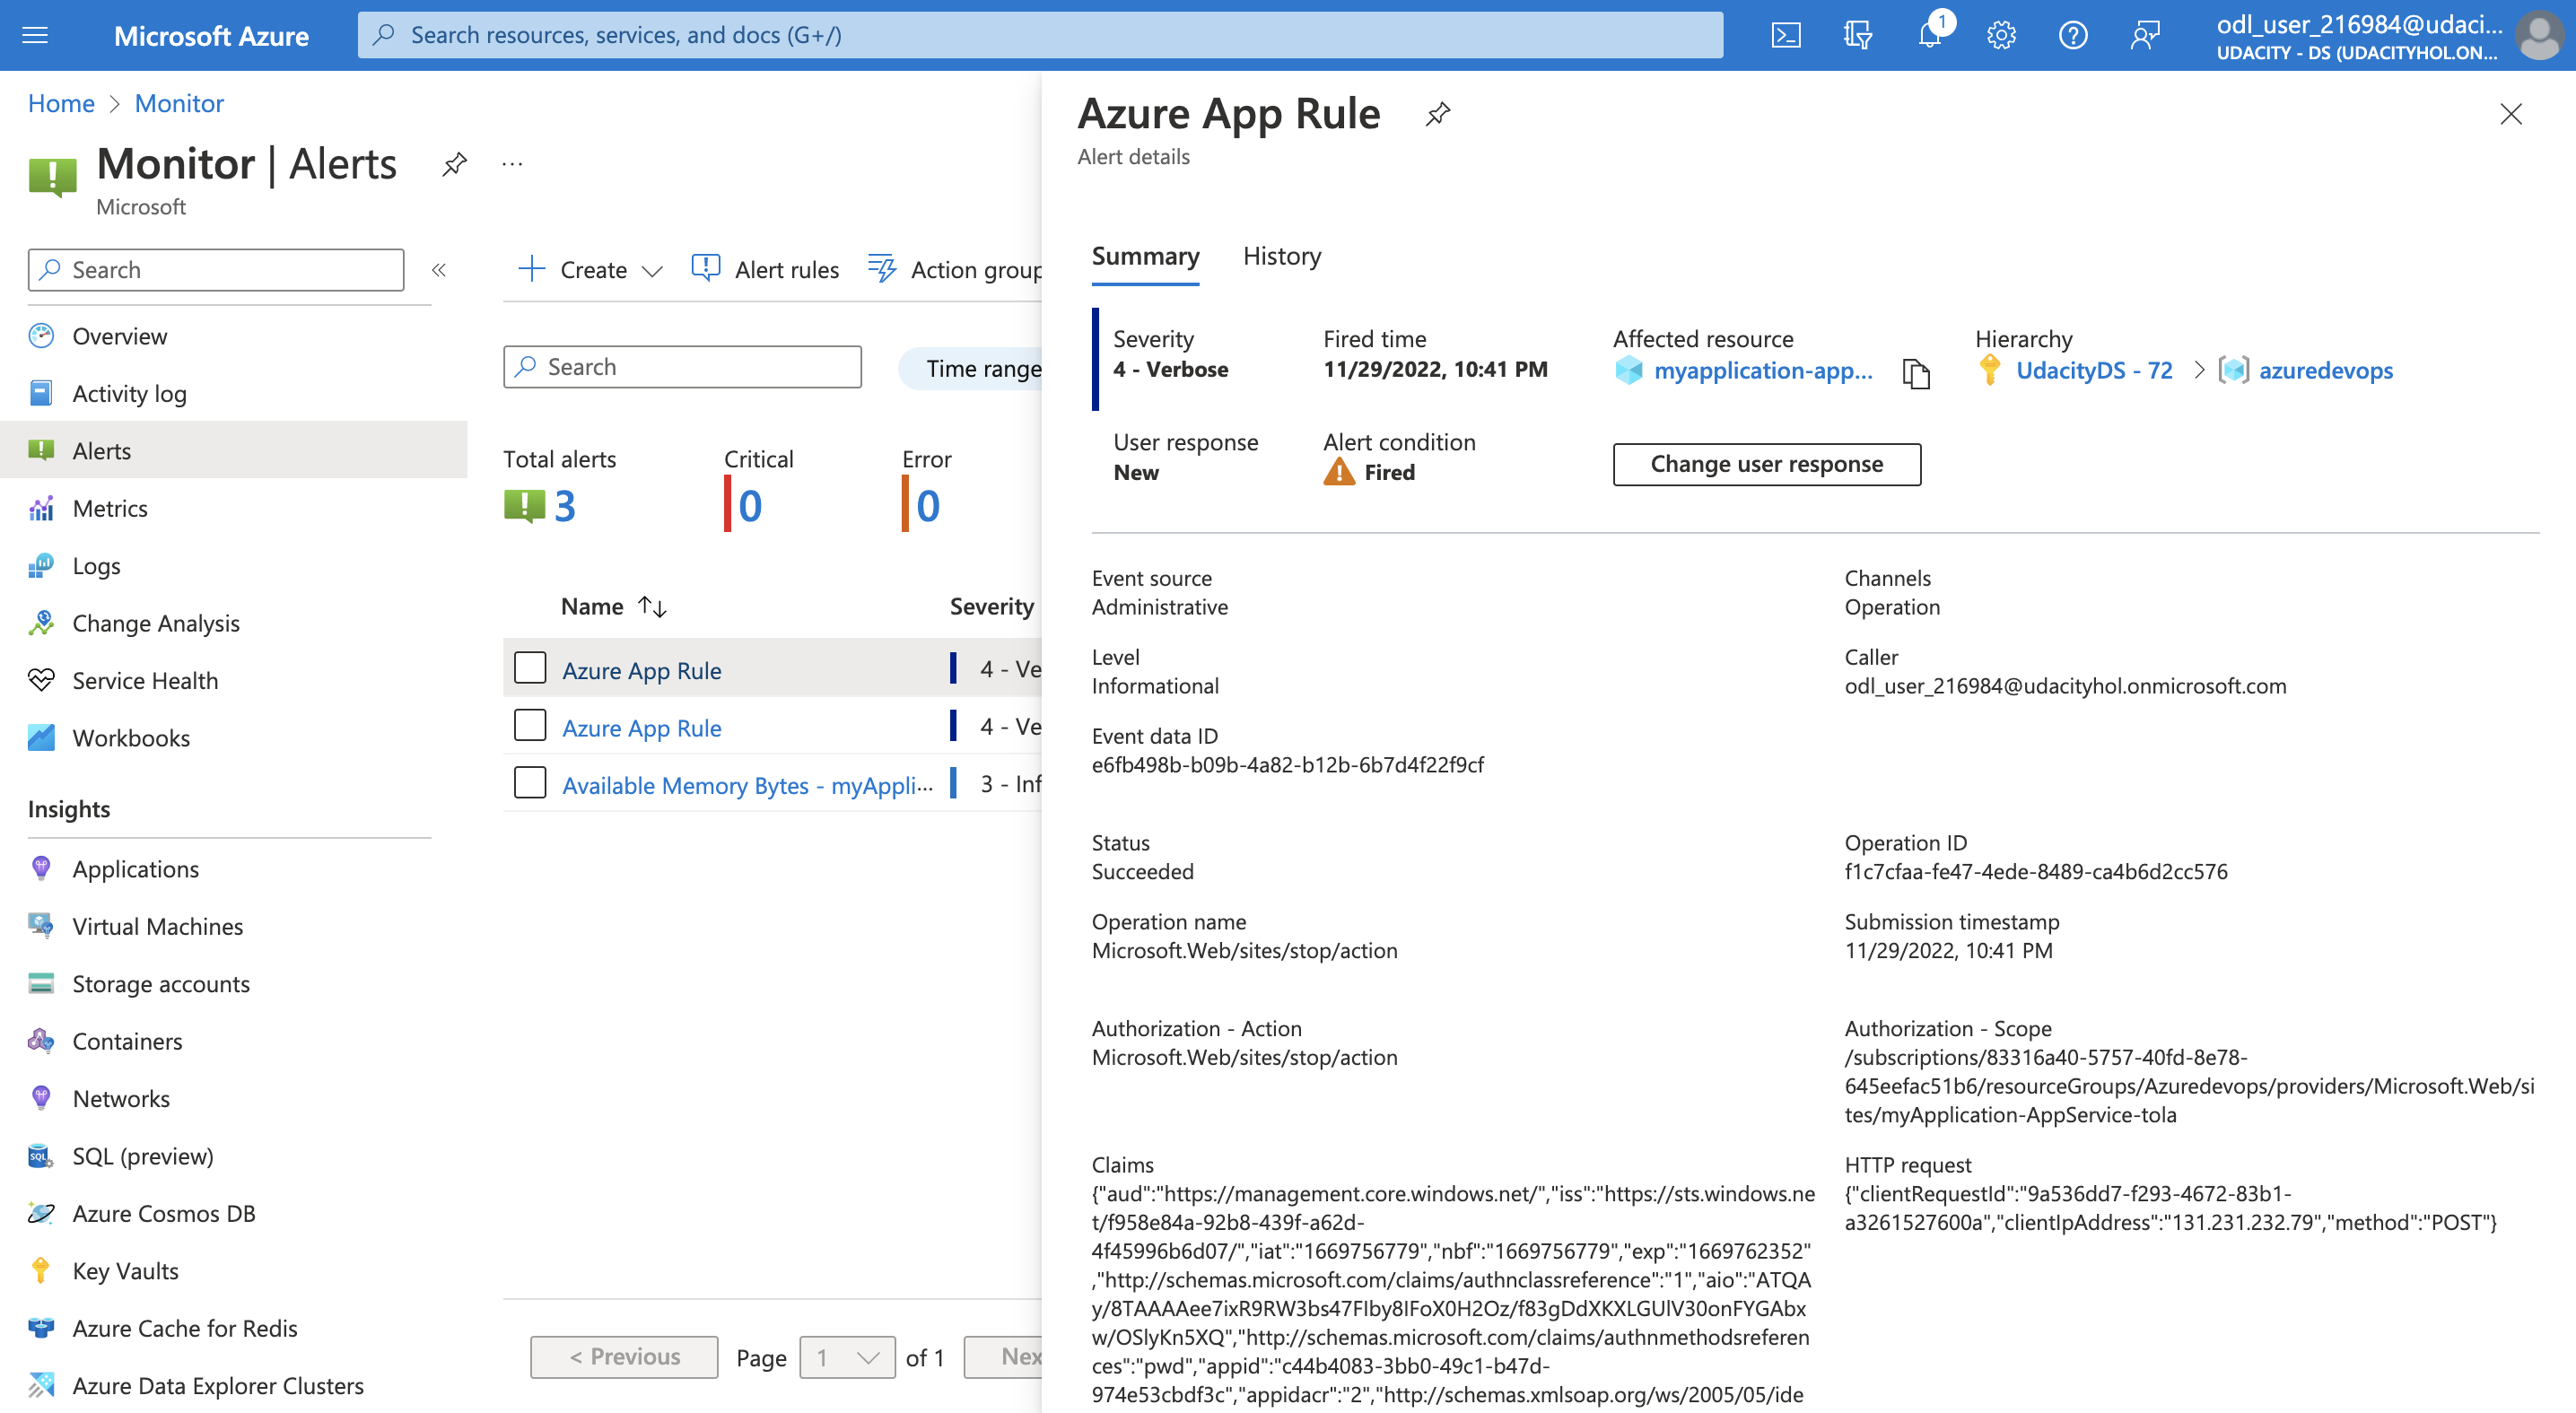 Microsoft Azure
Search resources, services, and docs (G+/)
1
odl_user_216984@udaci...
UDACITY - DS (UDACITYHOL.ON...
Home > Monitor
Monitor | Alerts
...
Microsoft
Search
«
Overview
Activity log
Alerts
Metrics
Logs
Change Analysis
Service Health
Workbooks
Insights
Applications
Virtual Machines
Storage accounts
Containers
Networks
SQL (preview)
Azure Cosmos DB
Key Vaults
Azure Cache for Redis
Azure Data Explorer Clusters
Create
Alert rules
Action group
Search
Time range
Total alerts
3
Critical
0
Error
0
Name
Severity
Azure App Rule
4 - Ve
Azure App Rule
4 - Ve
Available Memory Bytes - myAppli...
3 - Inf
< Previous
Page
1
of 1
Nex
Azure App Rule
Alert details
Summary
History
Severity
4 - Verbose
Fired time
11/29/2022, 10:41 PM
Affected resource
myapplication-app...
Hierarchy
UdacityDS - 72 > azuredevops
User response
New
Alert condition
Fired
Change user response
Event source
Administrative
Channels
Operation
Level
Informational
Caller
odl_user_216984@udacityhol.onmicrosoft.com
Event data ID
e6fb498b-b09b-4a82-b12b-6b7d4f22f9cf
Status
Succeeded
Operation ID
f1c7cfaa-fe47-4ede-8489-ca4b6d2cc576
Operation name
Microsoft.Web/sites/stop/action
Submission timestamp
11/29/2022, 10:41 PM
Authorization - Action
Microsoft.Web/sites/stop/action
Authorization - Scope
/subscriptions/83316a40-5757-40fd-8e78-
645eefac51b6/resourceGroups/Azuredevops/providers/Microsoft.Web/si
tes/myApplication-AppService-tola
Claims
{"aud":"https://management.core.windows.net/","iss":"https://sts.windows.ne
t/f958e84a-92b8-439f-a62d-
4f45996b6d07/","iat":"1669756779","nbf":"1669756779","exp":"1669762352"
,"http://schemas.microsoft.com/claims/authnclassreference":"1","aio":"ATQA
y/8TAAAAee7ixR9RW3bs47FIby8IFoX0H2Oz/f83gDdXKXLGUlV30onFYGAbx
w/OSlyKn5XQ","http://schemas.microsoft.com/claims/authnmethodsreferen
ces":"pwd","appid":"c44b4083-3bb0-49c1-b47d-
974e53cbdf3c","appidacr":"2","http://schemas.xmlsoap.org/ws/2005/05/ide
HTTP request
{"clientRequestId":"9a536dd7-f293-4672-83b1-
a3261527600a","clientIpAddress":"131.231.232.79","method":"POST"}